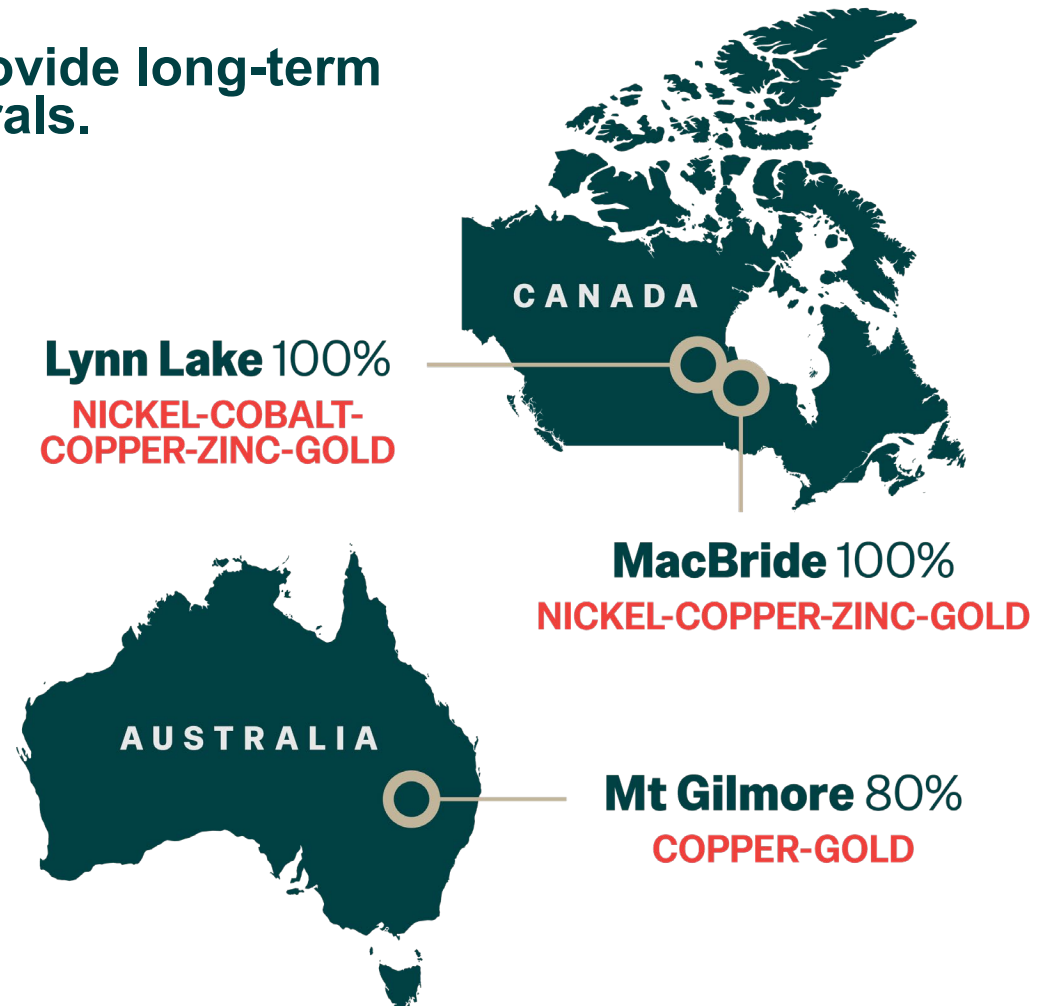 ovide long-term
rals.
CANADA
Lynn Lake 100%
NICKEL-COBALT-
COPPER-ZINC-GOLD
MacBride 100%
NICKEL-COPPER-ZINC-GOLD
AUSTRALIA
Mt Gilmore 80%
COPPER-GOLD